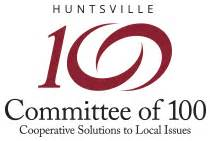 HUNTSVILLE
100
Committee of 100
Cooperative Solutions to Local Issues